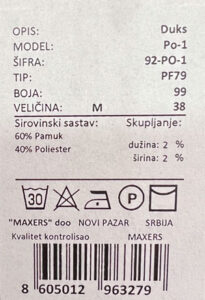 OPIS: Duks
MODEL: Po-1
ŠIFRA: 92-PO-1
TIP: PF79
BOJA: 99
VELIČINA: M 38
Sirovinski sastav: Skupljanje:
60% Pamuk
40% Poliester dužina: 2 %
širina: 2 %
30 P
"MAXERS" doo NOVI PAZAR SRBIJA
Kvalitet kontrolisao MAXERS
8 605012 963279